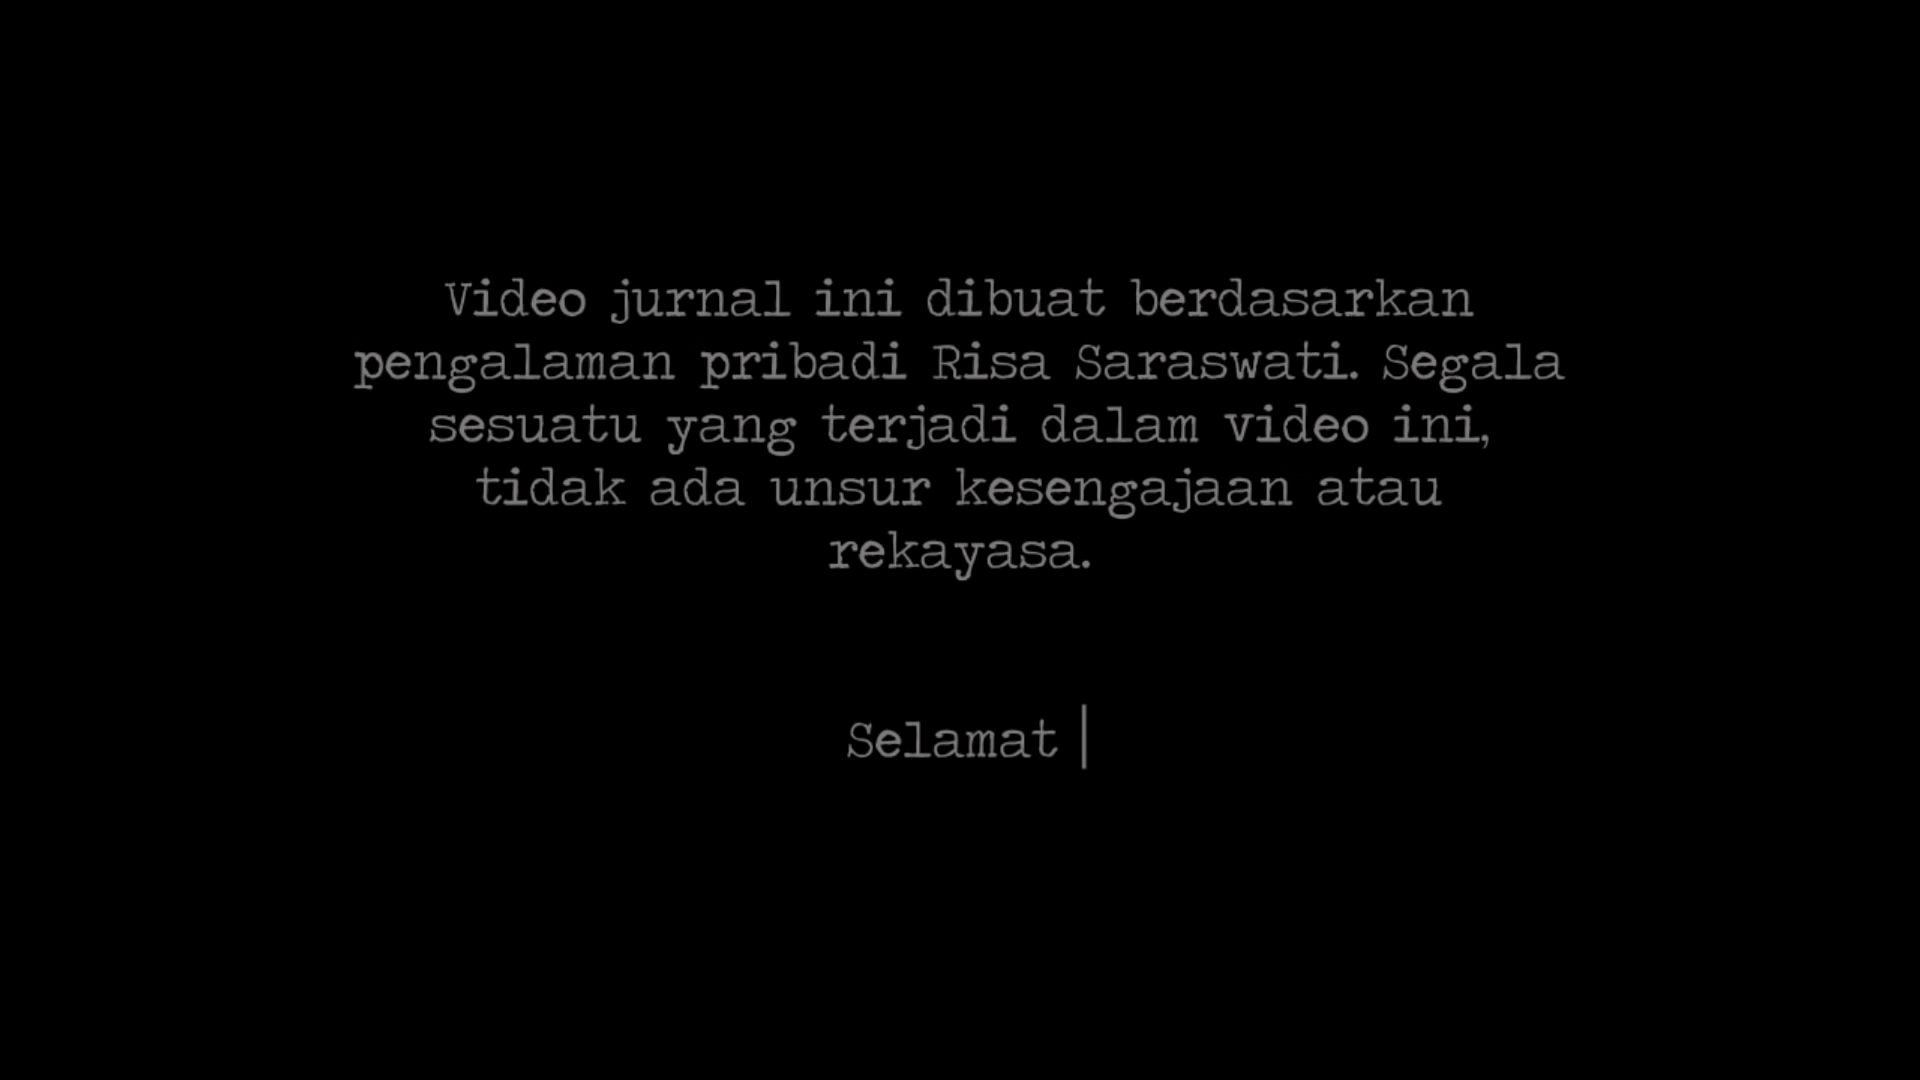 Video jurnal ini dibuat berdasarkan
pengalaman pribadi Risa Saraswati. Segala
sesuatu yang terjadi dalam video ini,
tidak ada unsur kesengajaan atau
rekayasa.
Selamat